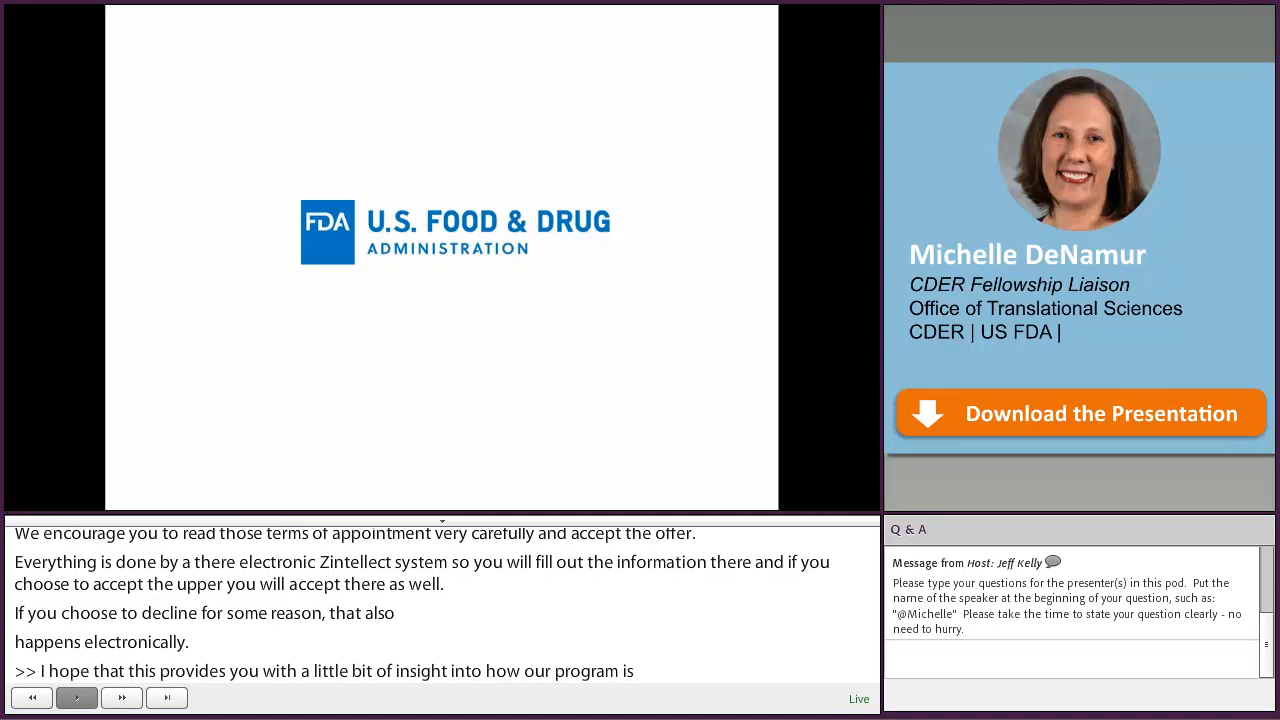 FDA U.S. FOOD & DRUG
ADMINISTRATION
Michelle DeNamur
CDER Fellowship Liaison
Office of Translational Sciences
CDER | US FDA |
Download the Presentation
We encourage you to read those terms of appointment very carefully and accept the offer.
Everything is done by a there electronic Zintellect system so you will fill out the information there and if you
choose to accept the upper you will accept there as well.
If you choose to decline for some reason, that also
happens electronically.
>> I hope that this provides you with a little bit of insight into how our program is
Live
Q & A
Message from Host: Jeff Kelly
Please type your questions for the presenter(s) in this pod. Put the
name of the speaker at the beginning of your question, such as:
"@Michelle" Please take the time to state your question clearly - no
need to hurry.